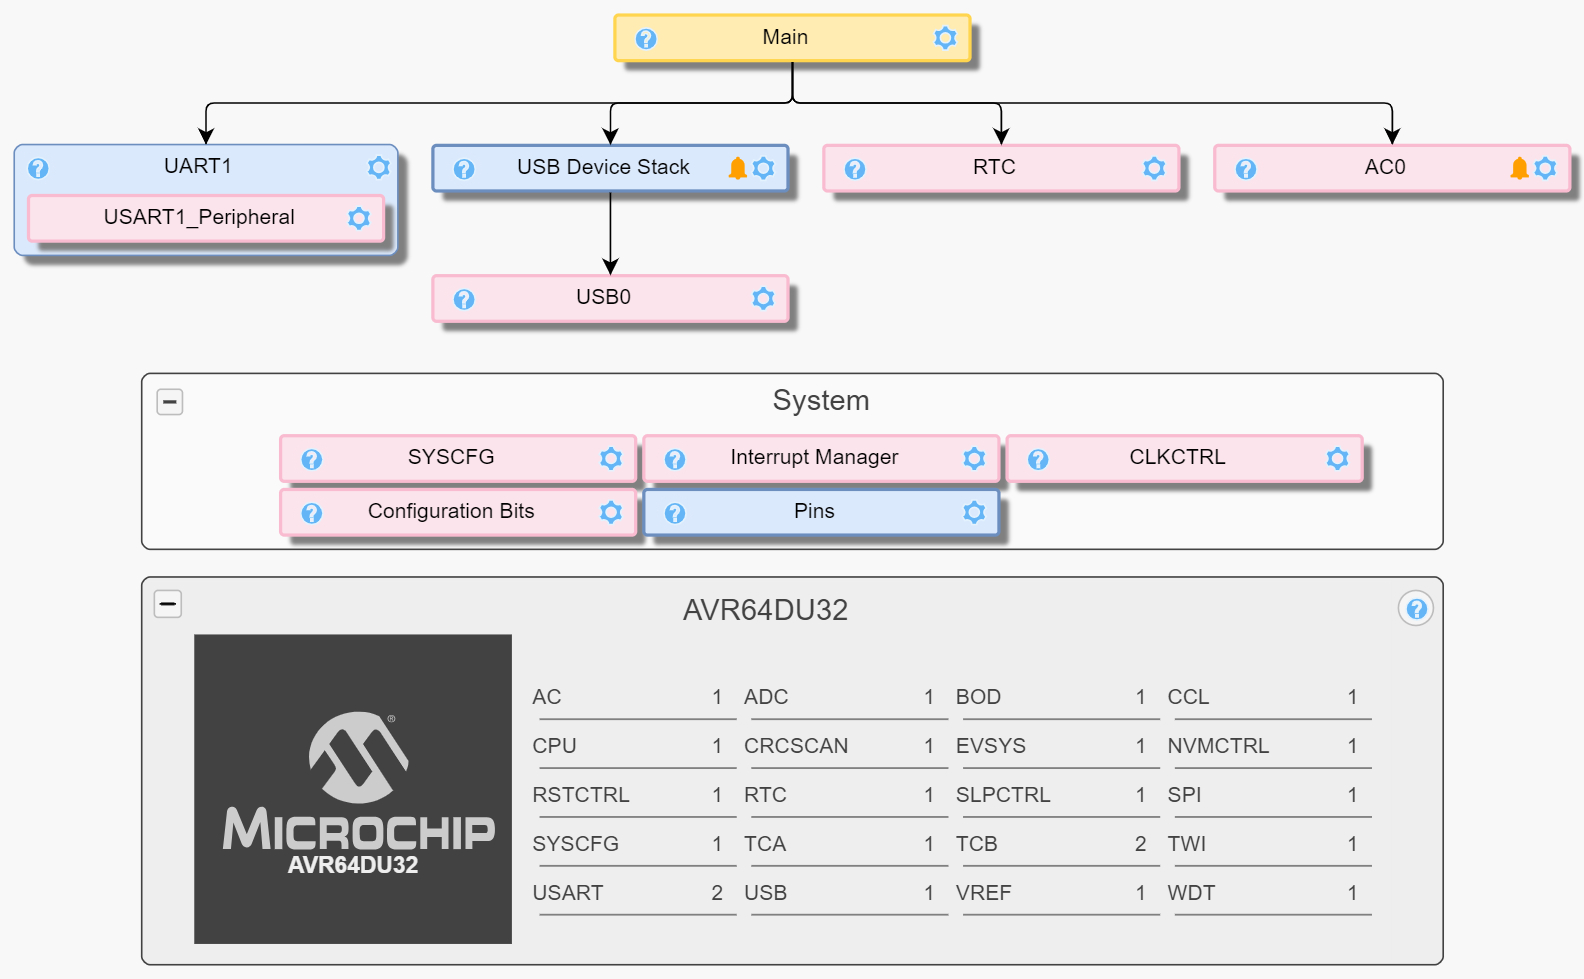 Main
UART1
USB Device Stack
RTC
AC0
USART1_Peripheral
USB0
System
SYSCFG
Interrupt Manager
CLKCTRL
Configuration Bits
Pins
AVR64DU32
MICROCHIP
®
AVR64DU32
AC 1 ADC 1 BOD 1 CCL 1
CPU 1 CRCSCAN 1 EVSYS 1 NVMCTRL 1
RSTCTRL 1 RTC 1 SLPCTRL 1 SPI 1
SYSCFG 1 TCA 1 TCB 2 TWI 1
USART 2 USB 1 VREF 1 WDT 1